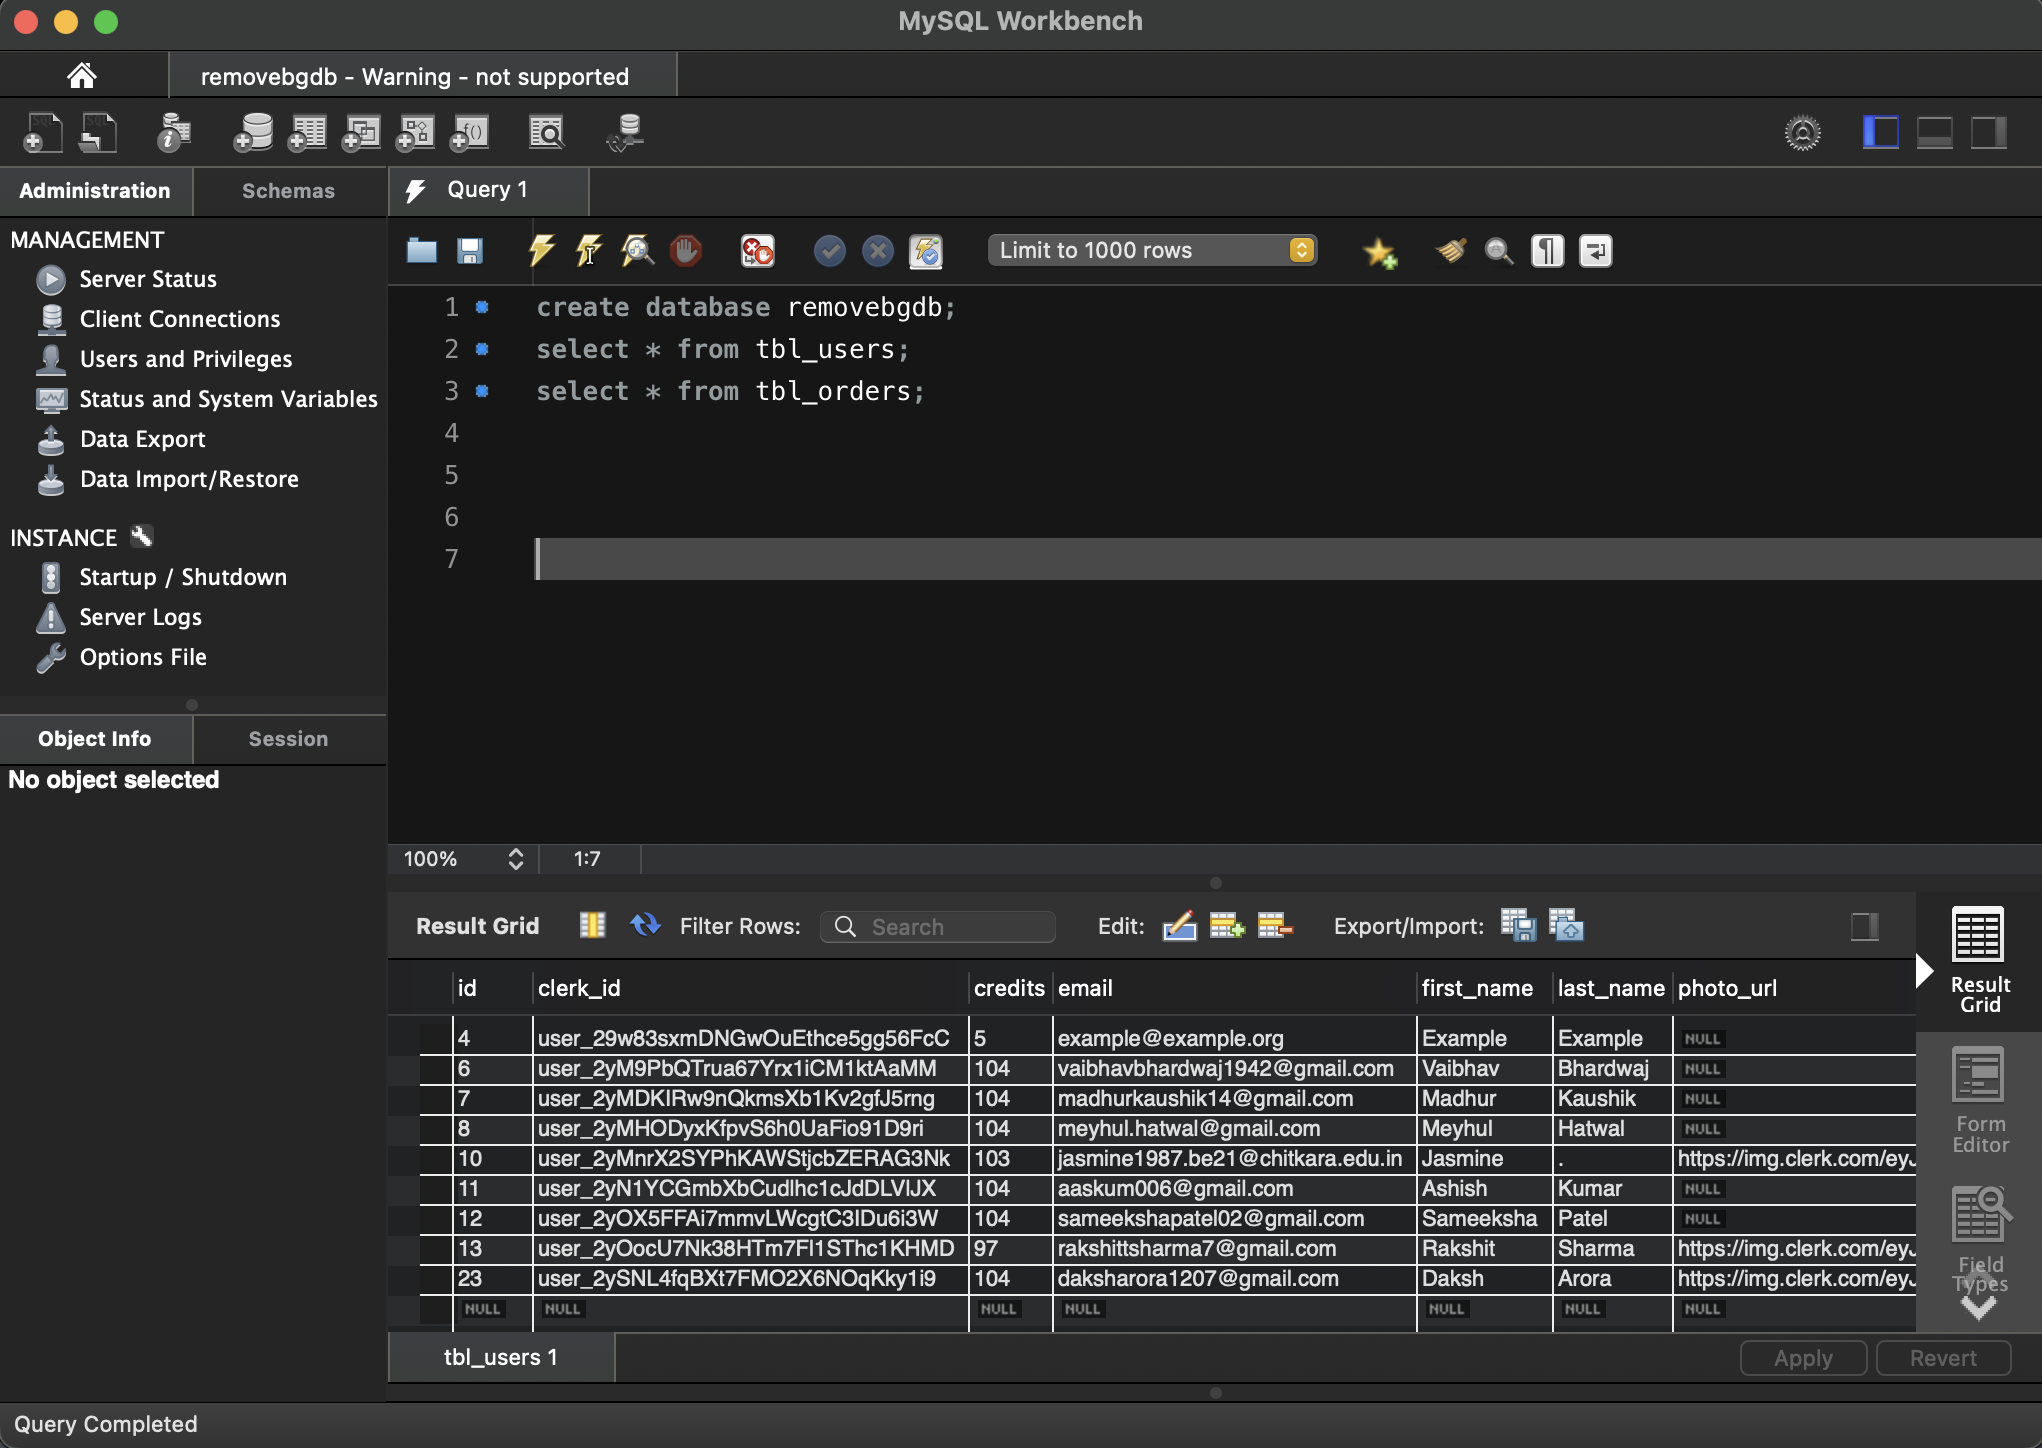 MySQL Workbench
removebgdb - Warning - not supported
Administration
Schemas
Query 1
MANAGEMENT
Server Status
Client Connections
Users and Privileges
Status and System Variables
Data Export
Data Import/Restore
INSTANCE
Startup / Shutdown
Server Logs
Options File
Object Info
Session
No object selected
Limit to 1000 rows
1 create database removebgdb;
2 select * from tbl_users;
3 select * from tbl_orders;
4
5
6
7
100% 1:7
Result Grid Filter Rows: Search Edit: Export/Import:
id clerk_id credits email first_name last_name photo_url
4 user_29w83sxmDNGwOuEthce5gg56FcC 5 example@example.org Example Example NULL
6 user_2yM9PbQTrua67Yrx1iCM1ktAaMM 104 vaibhavbhardwaj1942@gmail.com Vaibhav Bhardwaj NULL
7 user_2yMDKIRw9nQkmsXb1Kv2gfJ5rng 104 madhurkaushik14@gmail.com Madhur Kaushik NULL
8 user_2yMHODyxKfpvS6h0UaFio91D9ri 104 meyhul.hatwal@gmail.com Meyhul Hatwal NULL
10 user_2yMnrX2SYPhKAWStjcbZERAG3Nk 103 jasmine1987.be21@chitkara.edu.in Jasmine . https://img.clerk.com/eyJ
11 user_2yN1YCGmbXbCudlhc1cJdDLVlJX 104 aaskum006@gmail.com Ashish Kumar NULL
12 user_2yOX5FFAi7mmvLWcgtC3IDu6i3W 104 sameekshapatel02@gmail.com Sameeksha Patel NULL
13 user_2yOocU7Nk38HTm7Fl1SThc1KHMD 97 rakshittsharma7@gmail.com Rakshit Sharma https://img.clerk.com/eyJ
23 user_2ySNL4fqBXt7FMO2X6NOqKky1i9 104 daksharora1207@gmail.com Daksh Arora https://img.clerk.com/eyJ
NULL NULL NULL NULL NULL NULL NULL
Result
Grid
Form
Editor
Field
Types
tbl_users 1
Apply
Revert
Query Completed